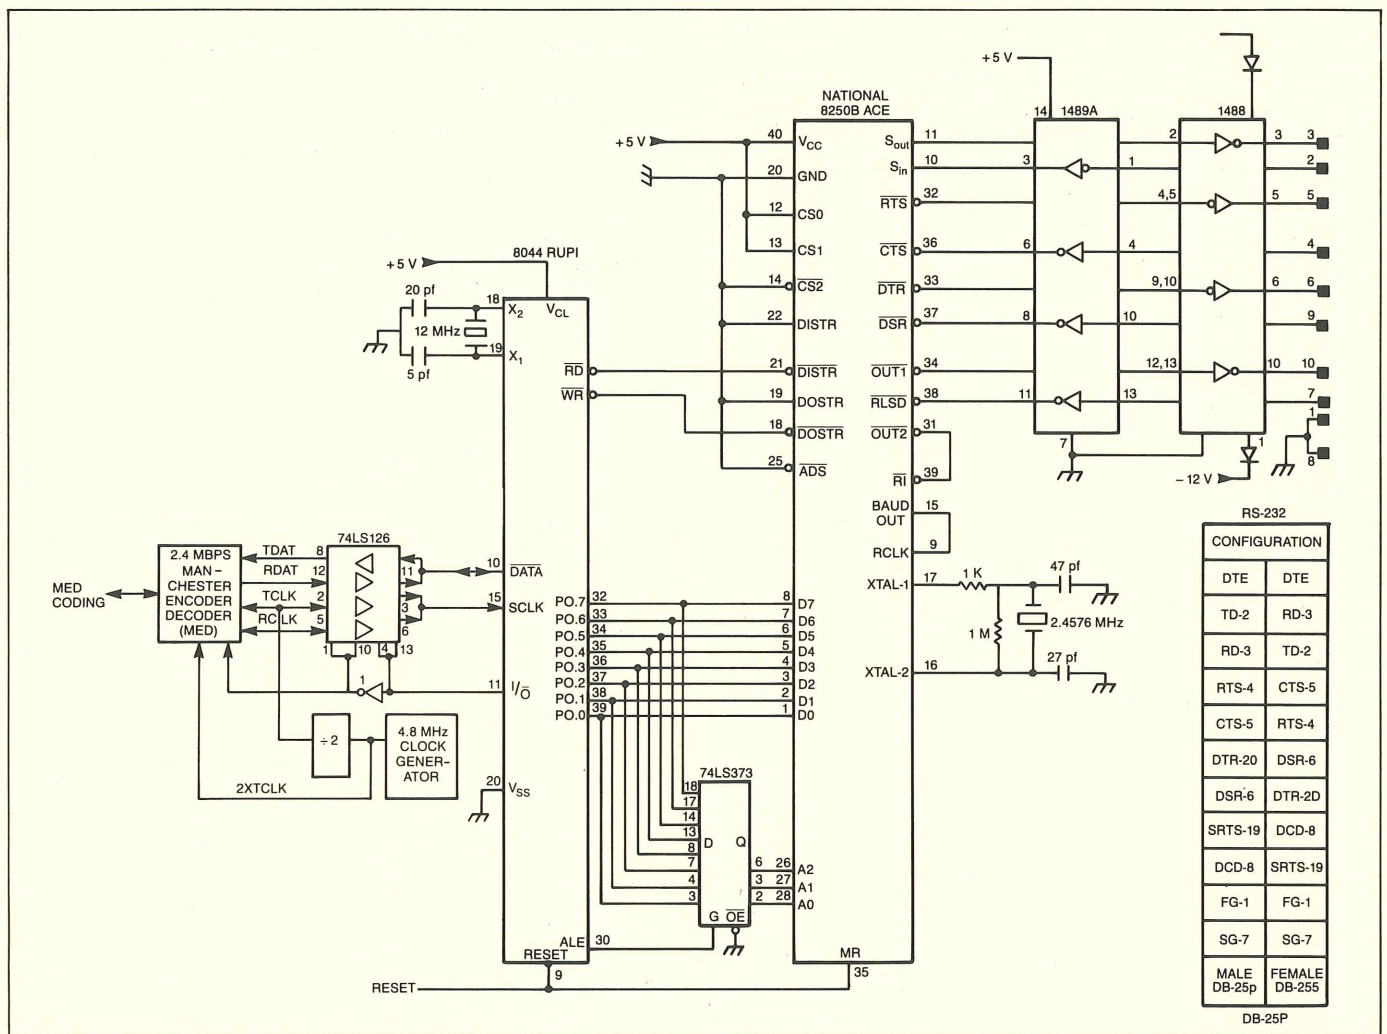 +5 V
14
1489A
1488
NATIONAL
8250B ACE
+5 V
40
V_CC
S_out
11
2
3
3
20
GND
S_in
10
3
1
2
12
CS0
RTS
32
4,5
5
5
13
CS1
CTS
36
6
4
4
14
CS2
DTR
33
9,10
6
6
22
DISTR
DSR
37
8
10
9
21
DISTR
OUT1
34
12,13
10
10
19
DOSTR
RLSD
38
11
13
7
18
DOSTR
OUT2
31
1
7
1
25
ADS
RI
39
8
−12 V
BAUD
OUT
15
RCLK
9
XTAL-1
17
1 K
47 pf
1 M
2.4576 MHz
XTAL-2
16
27 pf
8044 RUPI
+5 V
V_CL
20 pf
18
X2
12 MHz
19
X1
5 pf
RD
WR
74LS126
2.4 MBPS
MAN –
CHESTER
ENCODER
DECODER
(MED)
MED
CODING
TDAT
8
RDAT
12
11
TCLK
2
3
RCLK
5
6
1
10
4
13
10
DATA
15
SCLK
1
11
I/O
÷2
4.8 MHz
CLOCK
GENER–
ATOR
2XTCLK
20
V_SS
PO.7
32
8
D7
PO.6
33
7
D6
PO.5
34
6
D5
PO.4
35
5
D4
PO.3
36
4
D3
PO.2
37
3
D2
PO.1
38
2
D1
PO.0
39
1
D0
74LS373
18
17
14
13
8
7
4
3
D
Q
6
26
A2
3
27
A1
2
28
A0
G
OE
ALE
30
RESET
9
RESET
MR
35
RS-232
CONFIGURATION
DTE DTE
TD-2 RD-3
RD-3 TD-2
RTS-4 CTS-5
CTS-5 RTS-4
DTR-20 DSR-6
DSR-6 DTR-2D
SRTS-19 DCD-8
DCD-8 SRTS-19
FG-1 FG-1
SG-7 SG-7
MALE FEMALE
DB-25p DB-255
DB-25P